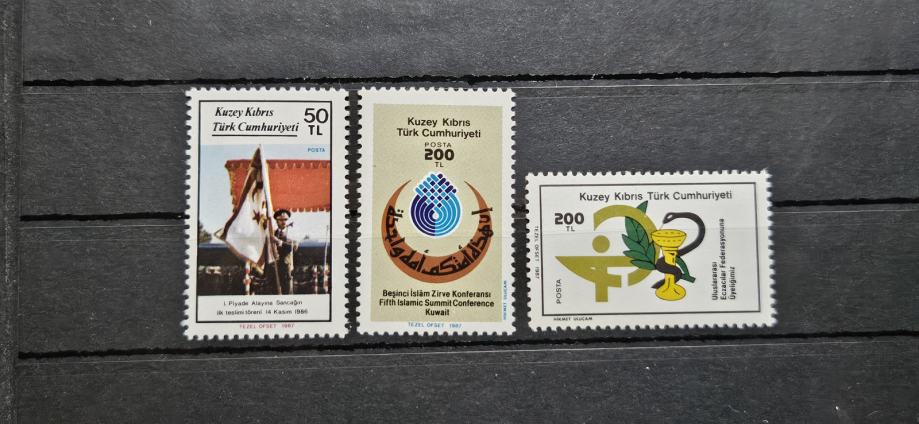 Kuzey Kıbrıs
Türk Cumhuriyeti
50
TL
POSTA
I. Piyade Alayına Sancağın
ilk teslimi töreni 14 Kasım 1986
TEZEL OFSET 1987
Kuzey Kıbrıs
Türk Cumhuriyeti
POSTA
200
TL
Beşinci İslâm Zirve Konferansı
Fifth Islamic Summit Conference
Kuwait
HİKMET ULUÇAM
TEZEL OFSET 1987
Kuzey Kıbrıs Türk Cumhuriyeti
200
TL
POSTA
TEZEL OFSET 1987
Uluslararası
Eczacılar Federasyonuna
Üyeliğimiz
HİKMET ULUÇAM